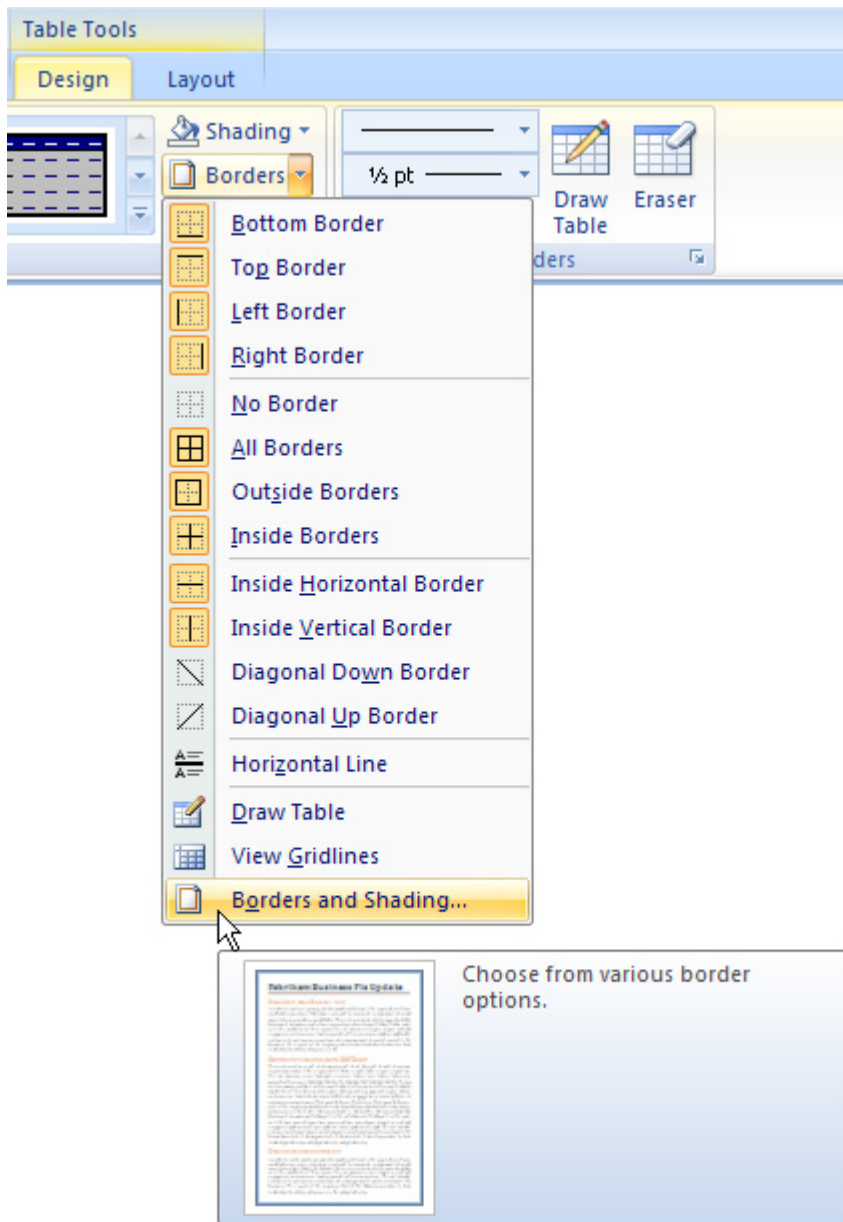 Table Tools
Design Layout
Shading
Borders
½ pt
Draw
Table
Eraser
ders
Bottom Border
Top Border
Left Border
Right Border
No Border
All Borders
Outside Borders
Inside Borders
Inside Horizontal Border
Inside Vertical Border
Diagonal Down Border
Diagonal Up Border
Horizontal Line
Draw Table
View Gridlines
Borders and Shading...
Choose from various border
options.